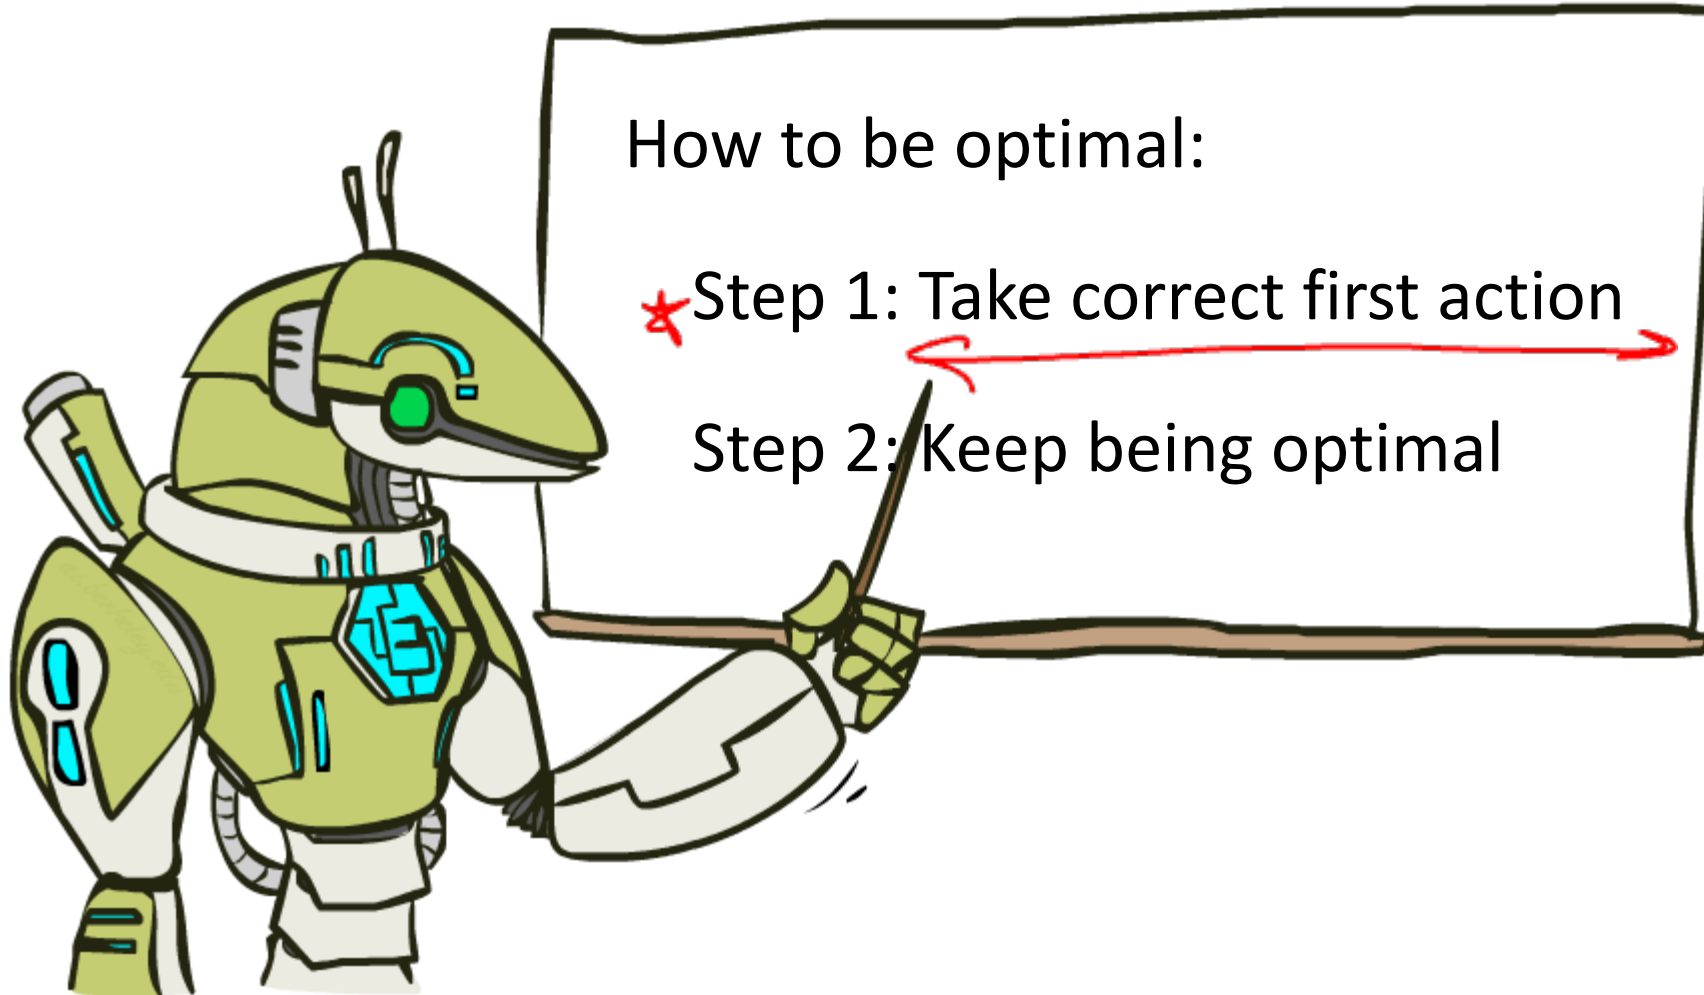 How to be optimal:
Step 1: Take correct first action
Step 2: Keep being optimal